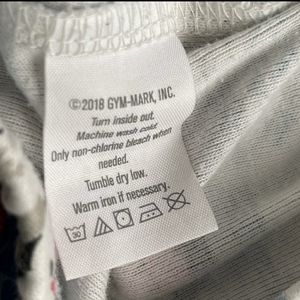 ©2018 GYM-MARK, INC.
Turn inside out.
Machine wash cold
Only non-chlorine bleach when
needed.
Tumble dry low.
Warm iron if necessary.
30